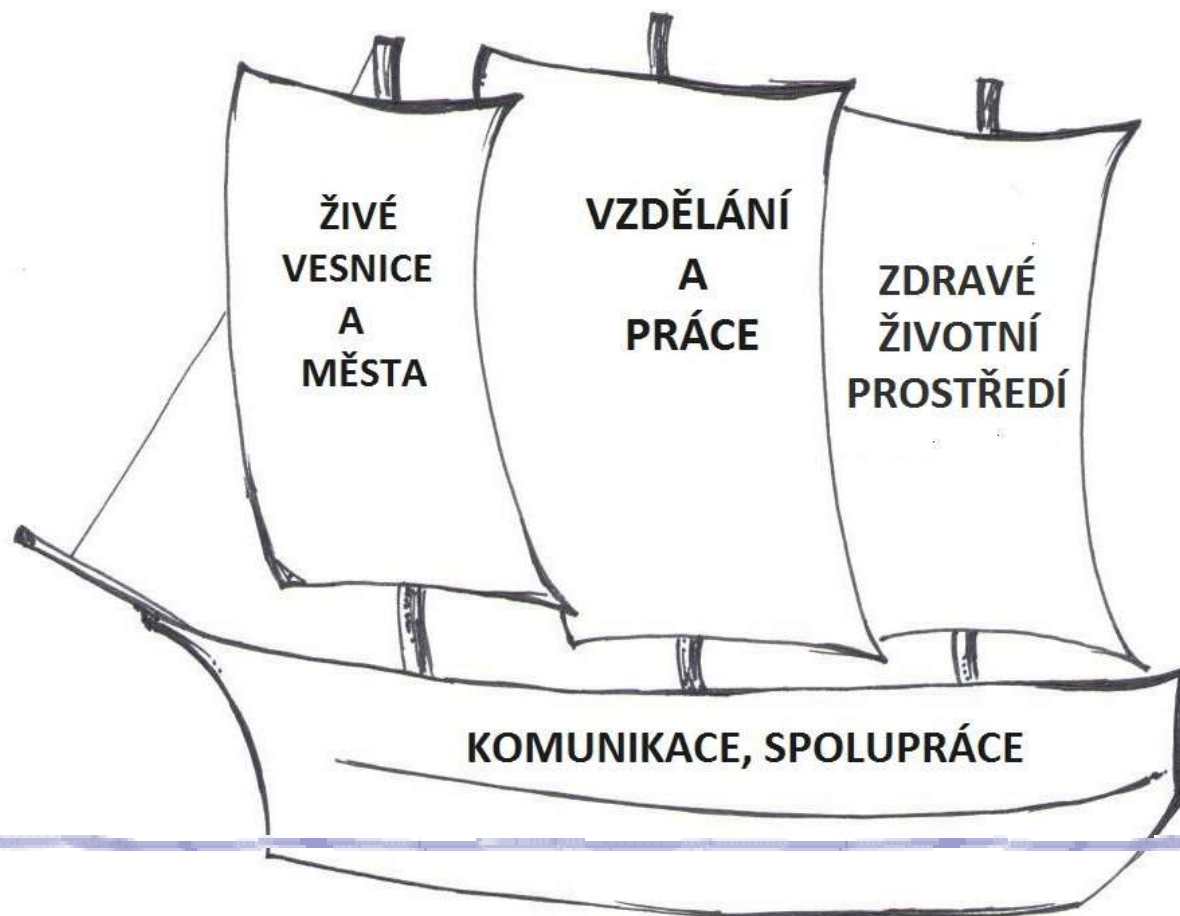 ŽIVÉ
VESNICE
A
MĚSTA
VZDĚLÁNÍ
A
PRÁCE
ZDRAVÉ
ŽIVOTNÍ
PROSTŘEDÍ
KOMUNIKACE, SPOLUPRÁCE